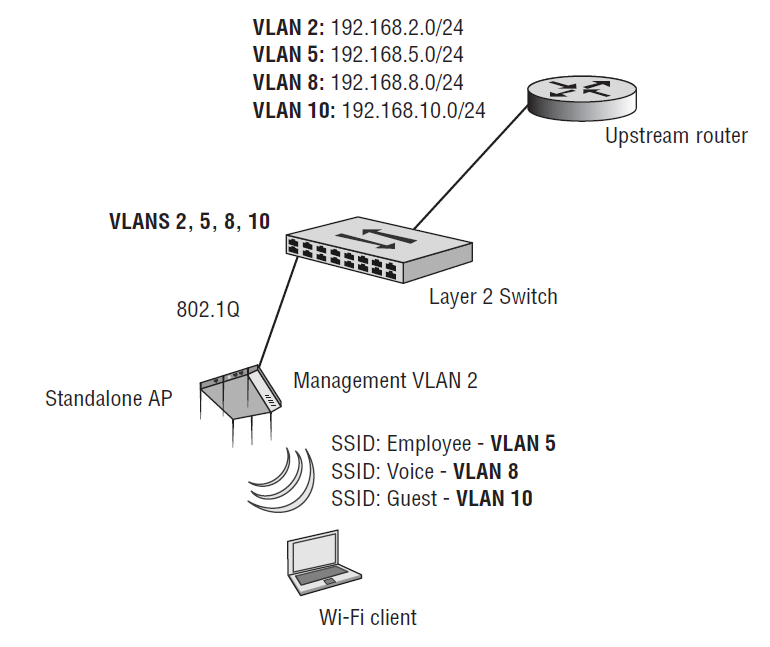 VLAN 2: 192.168.2.0/24
VLAN 5: 192.168.5.0/24
VLAN 8: 192.168.8.0/24
VLAN 10: 192.168.10.0/24
Upstream router
VLANS 2, 5, 8, 10
Layer 2 Switch
802.1Q
Management VLAN 2
Standalone AP
SSID: Employee - VLAN 5
SSID: Voice - VLAN 8
SSID: Guest - VLAN 10
Wi-Fi client